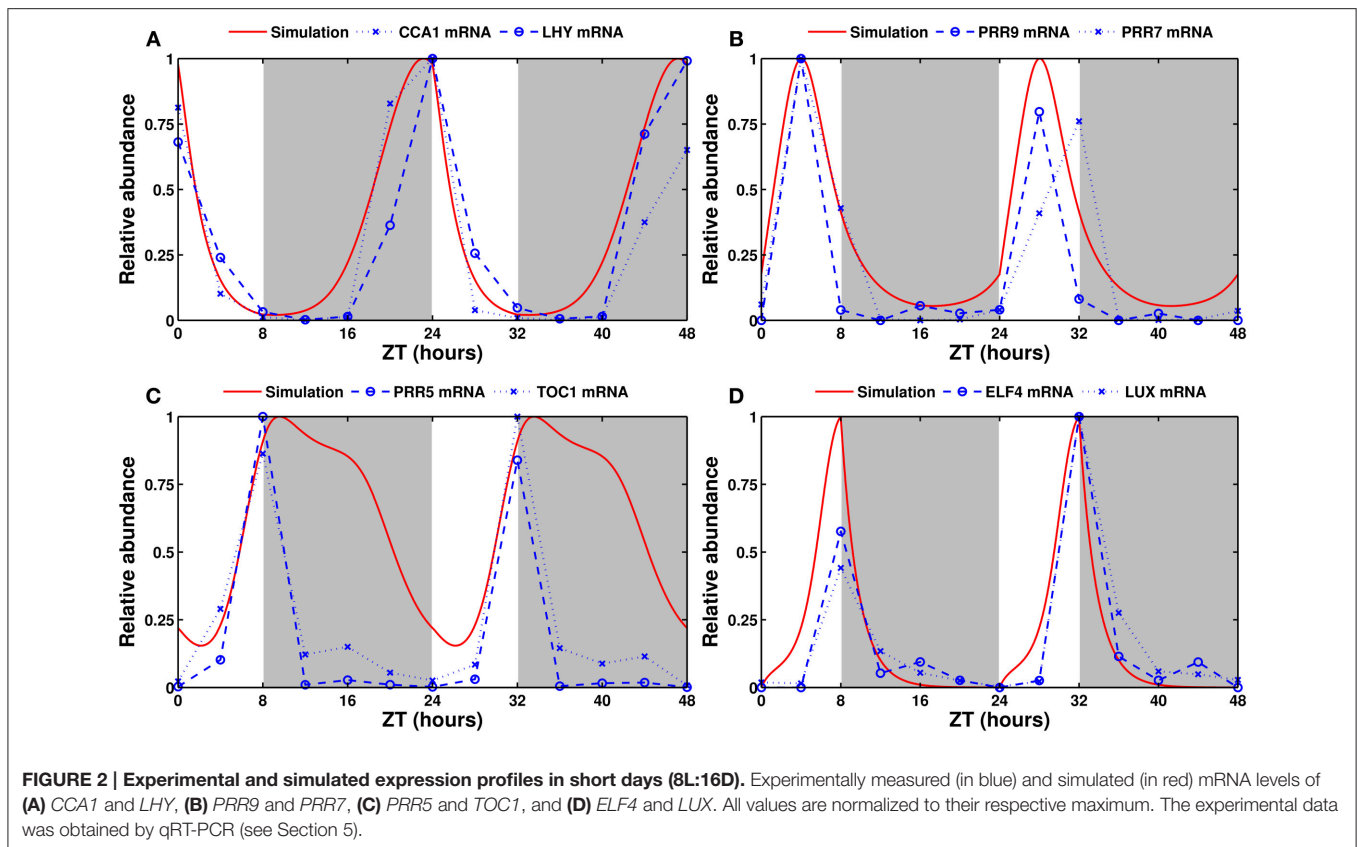 A
Simulation CCA1 mRNA LHY mRNA
1
0.75
0.5
0.25
0
Relative abundance
0 8 16 24 32 40 48
ZT (hours)
B
Simulation PRR9 mRNA PRR7 mRNA
1
0.75
0.5
0.25
0
Relative abundance
0 8 16 24 32 40 48
ZT (hours)
C
Simulation PRR5 mRNA TOC1 mRNA
1
0.75
0.5
0.25
0
Relative abundance
0 8 16 24 32 40 48
ZT (hours)
D
Simulation ELF4 mRNA LUX mRNA
1
0.75
0.5
0.25
0
Relative abundance
0 8 16 24 32 40 48
ZT (hours)
FIGURE 2 | Experimental and simulated expression profiles in short days (8L:16D). Experimentally measured (in blue) and simulated (in red) mRNA levels of
(A) CCA1 and LHY, (B) PRR9 and PRR7, (C) PRR5 and TOC1, and (D) ELF4 and LUX. All values are normalized to their respective maximum. The experimental data
was obtained by qRT-PCR (see Section 5).